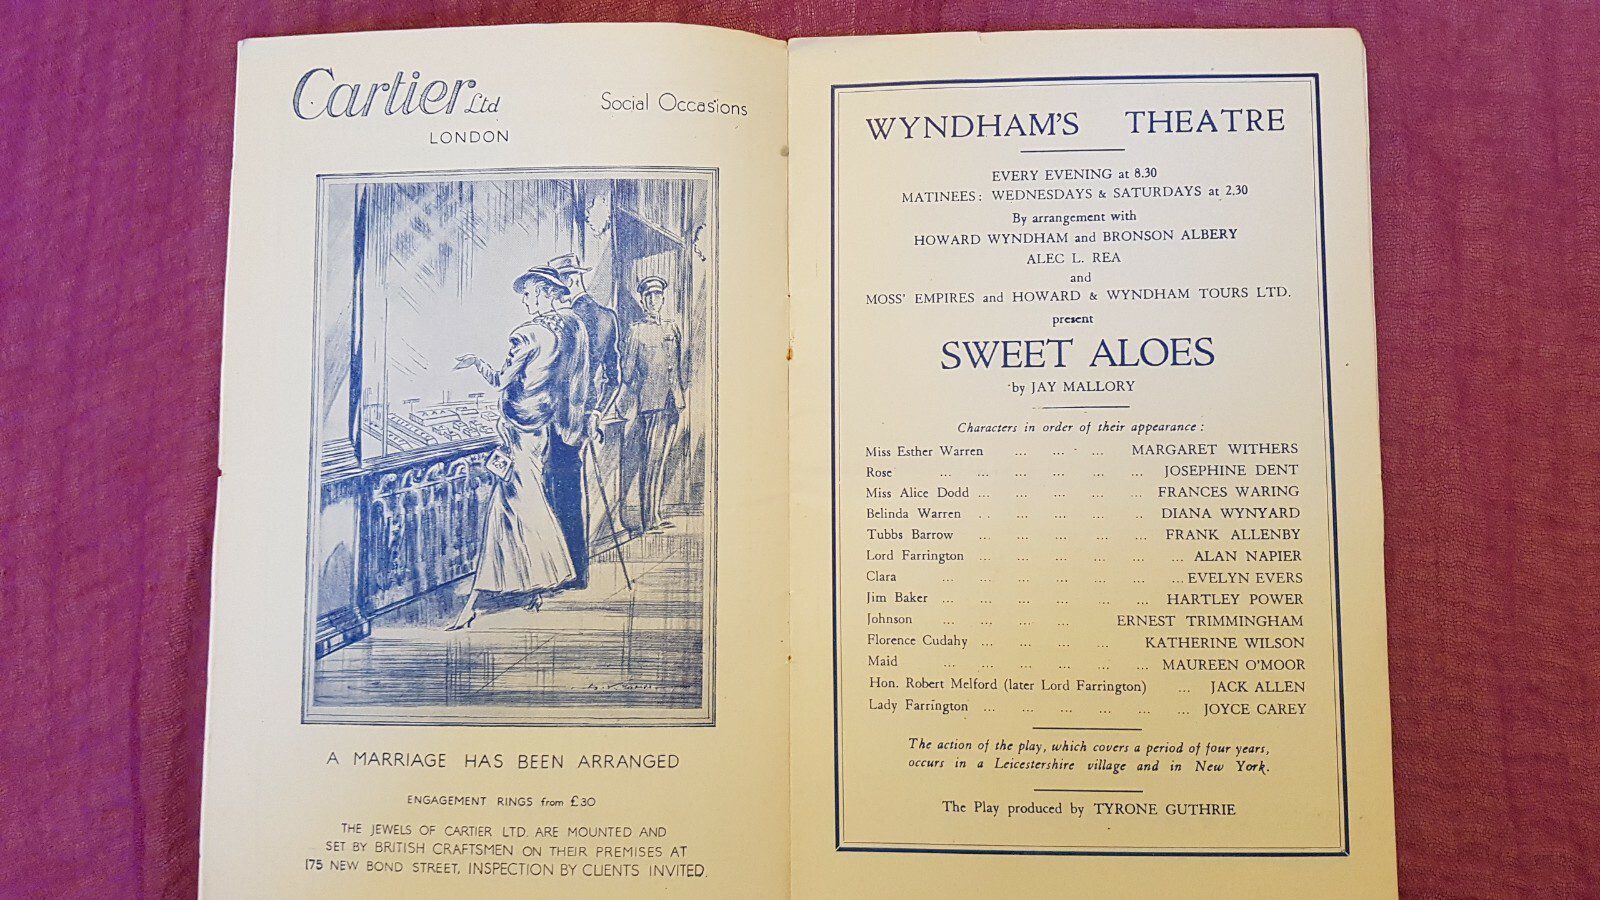 Cartier Ltd
LONDON
Social Occasions
A MARRIAGE HAS BEEN ARRANGED
ENGAGEMENT RINGS from £30
THE JEWELS OF CARTIER LTD. ARE MOUNTED AND
SET BY BRITISH CRAFTSMEN ON THEIR PREMISES AT
175 NEW BOND STREET, INSPECTION BY CLIENTS INVITED.
WYNDHAM'S THEATRE
EVERY EVENING at 8.30
MATINEES: WEDNESDAYS & SATURDAYS at 2.30
By arrangement with
HOWARD WYNDHAM and BRONSON ALBERY
ALEC L. REA
and
MOSS' EMPIRES and HOWARD & WYNDHAM TOURS LTD.
present
SWEET ALOES
by JAY MALLORY
Characters in order of their appearance:
Miss Esther Warren ... ... ... MARGARET WITHERS
Rose ... ... ... ... ... ... JOSEPHINE DENT
Miss Alice Dodd ... ... ... ... ... FRANCES WARING
Belinda Warren ... ... ... ... ... DIANA WYNYARD
Tubbs Barrow ... ... ... ... ... FRANK ALLENBY
Lord Farrington ... ... ... ... ... ALAN NAPIER
Clara ... ... ... ... ... ... EVELYN EVERS
Jim Baker ... ... ... ... ... ... HARTLEY POWER
Johnson ... ... ... ... ... ERNEST TRIMMINGHAM
Florence Cudahy ... ... ... ... KATHERINE WILSON
Maid ... ... ... ... ... ... MAUREEN O'MOOR
Hon. Robert Melford (later Lord Farrington) ... JACK ALLEN
Lady Farrington ... ... ... ... ... ... JOYCE CAREY
The action of the play, which covers a period of four years,
occurs in a Leicestershire village and in New York.
The Play produced by TYRONE GUTHRIE